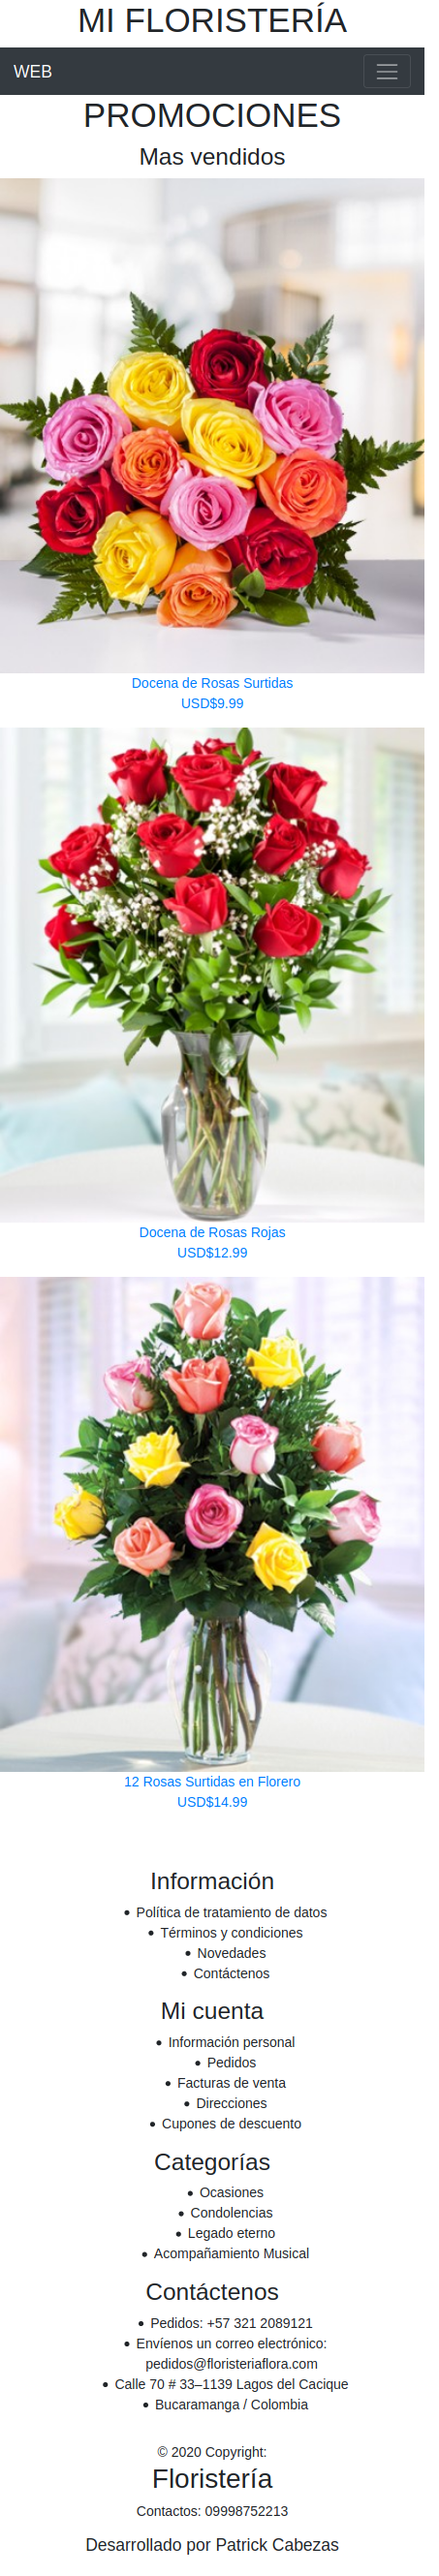 MI FLORISTERÍA
WEB
PROMOCIONES
Mas vendidos
Docena de Rosas Surtidas
USD$9.99
Docena de Rosas Rojas
USD$12.99
12 Rosas Surtidas en Florero
USD$14.99
Información
• Política de tratamiento de datos
• Términos y condiciones
• Novedades
• Contáctenos
Mi cuenta
• Información personal
• Pedidos
• Facturas de venta
• Direcciones
• Cupones de descuento
Categorías
• Ocasiones
• Condolencias
• Legado eterno
• Acompañamiento Musical
Contáctenos
• Pedidos: +57 321 2089121
• Envíenos un correo electrónico:
pedidos@floristeriaflora.com
• Calle 70 # 33–1139 Lagos del Cacique
• Bucaramanga / Colombia
© 2020 Copyright:
Floristería
Contactos: 09998752213
Desarrollado por Patrick Cabezas